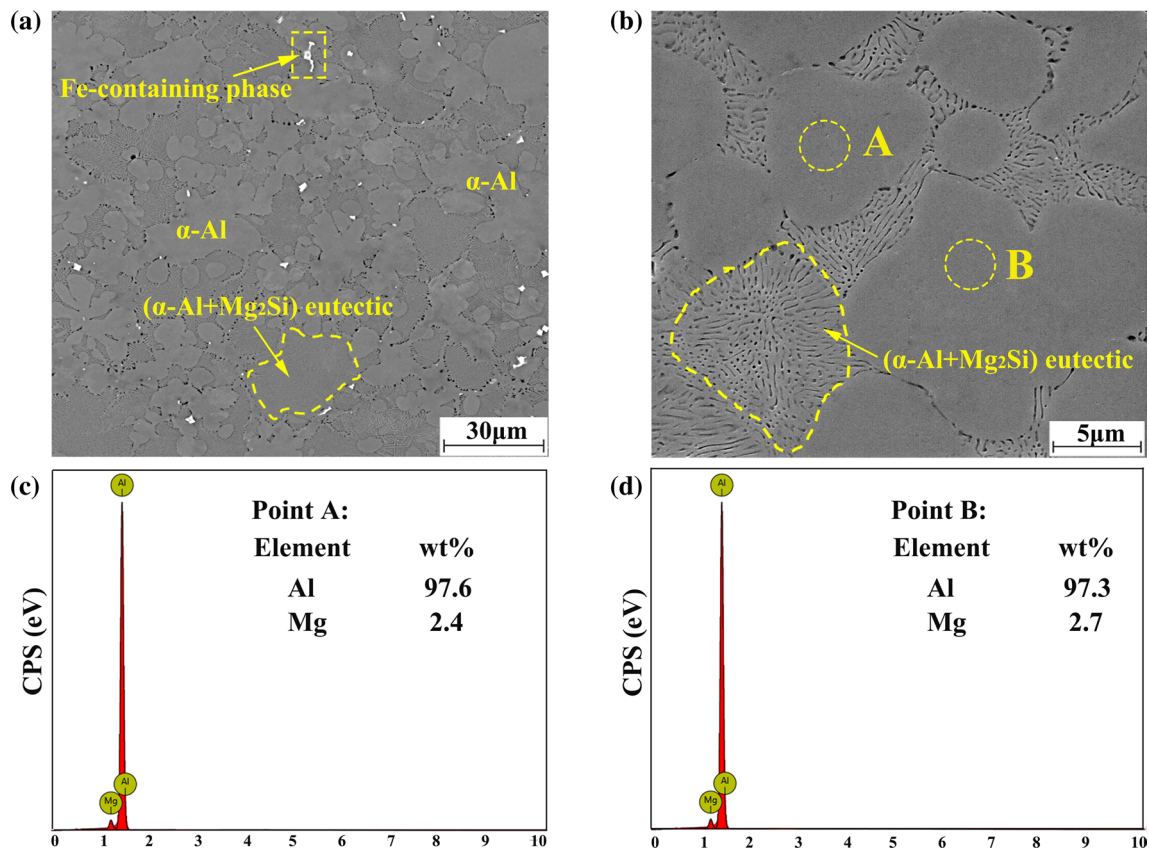 (a)
Fe-containing phase
α-Al
α-Al
(α-Al+Mg₂Si) eutectic
30μm
(b)
A
B
(α-Al+Mg₂Si) eutectic
5μm
(c)
Al
Point A:
Element wt%
Al 97.6
Mg 2.4
CPS (eV)
Al
Mg
0 1 2 3 4 5 6 7 8 9 10
(d)
Al
Point B:
Element wt%
Al 97.3
Mg 2.7
CPS (eV)
Al
Mg
0 1 2 3 4 5 6 7 8 9 10